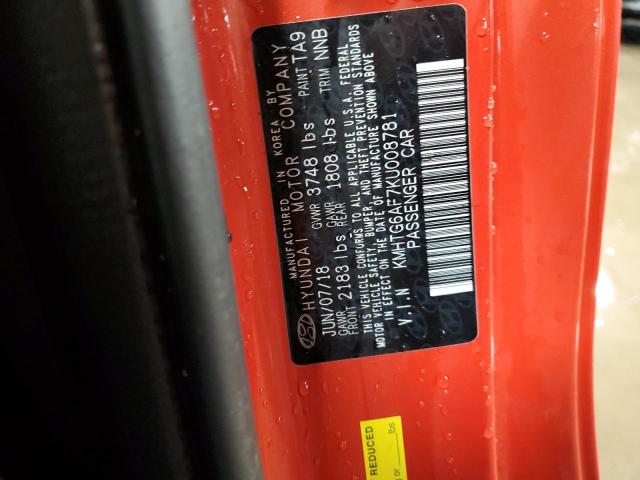 MANUFACTURED IN KOREA BY
HYUNDAI MOTOR COMPANY
JUN/07/18 GVWR 3748 lbs PAINT TA9
GAWR FRONT 2183 lbs GAWR REAR 1808 lbs TRIM NNB
THIS VEHICLE CONFORMS TO ALL APPLICABLE U.S.A. FEDERAL
MOTOR VEHICLE SAFETY, BUMPER, AND THEFT PREVENTION STANDARDS
IN EFFECT ON THE DATE OF MANUFACTURE SHOWN ABOVE
V.I.N KMHTG6AF7KU008781
PASSENGER CAR
REDUCED
or lbs